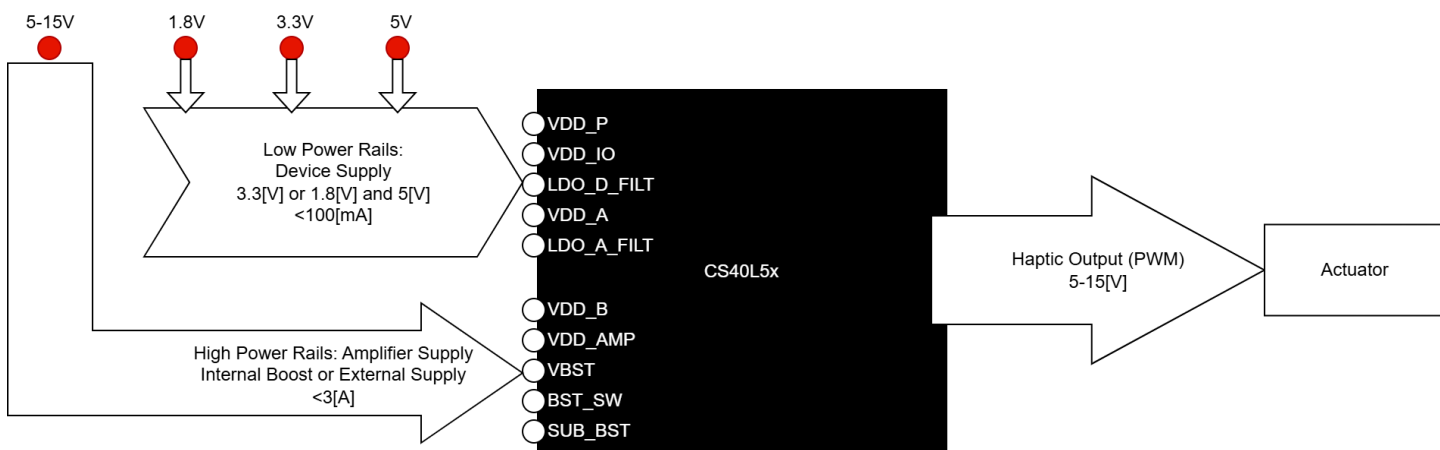 5-15V
1.8V
3.3V
5V
Low Power Rails:
Device Supply
3.3[V] or 1.8[V] and 5[V]
<100[mA]
VDD_P
VDD_IO
LDO_D_FILT
VDD_A
LDO_A_FILT
CS40L5x
Haptic Output (PWM)
5-15[V]
Actuator
VDD_B
VDD_AMP
VBST
BST_SW
SUB_BST
High Power Rails: Amplifier Supply
Internal Boost or External Supply
<3[A]